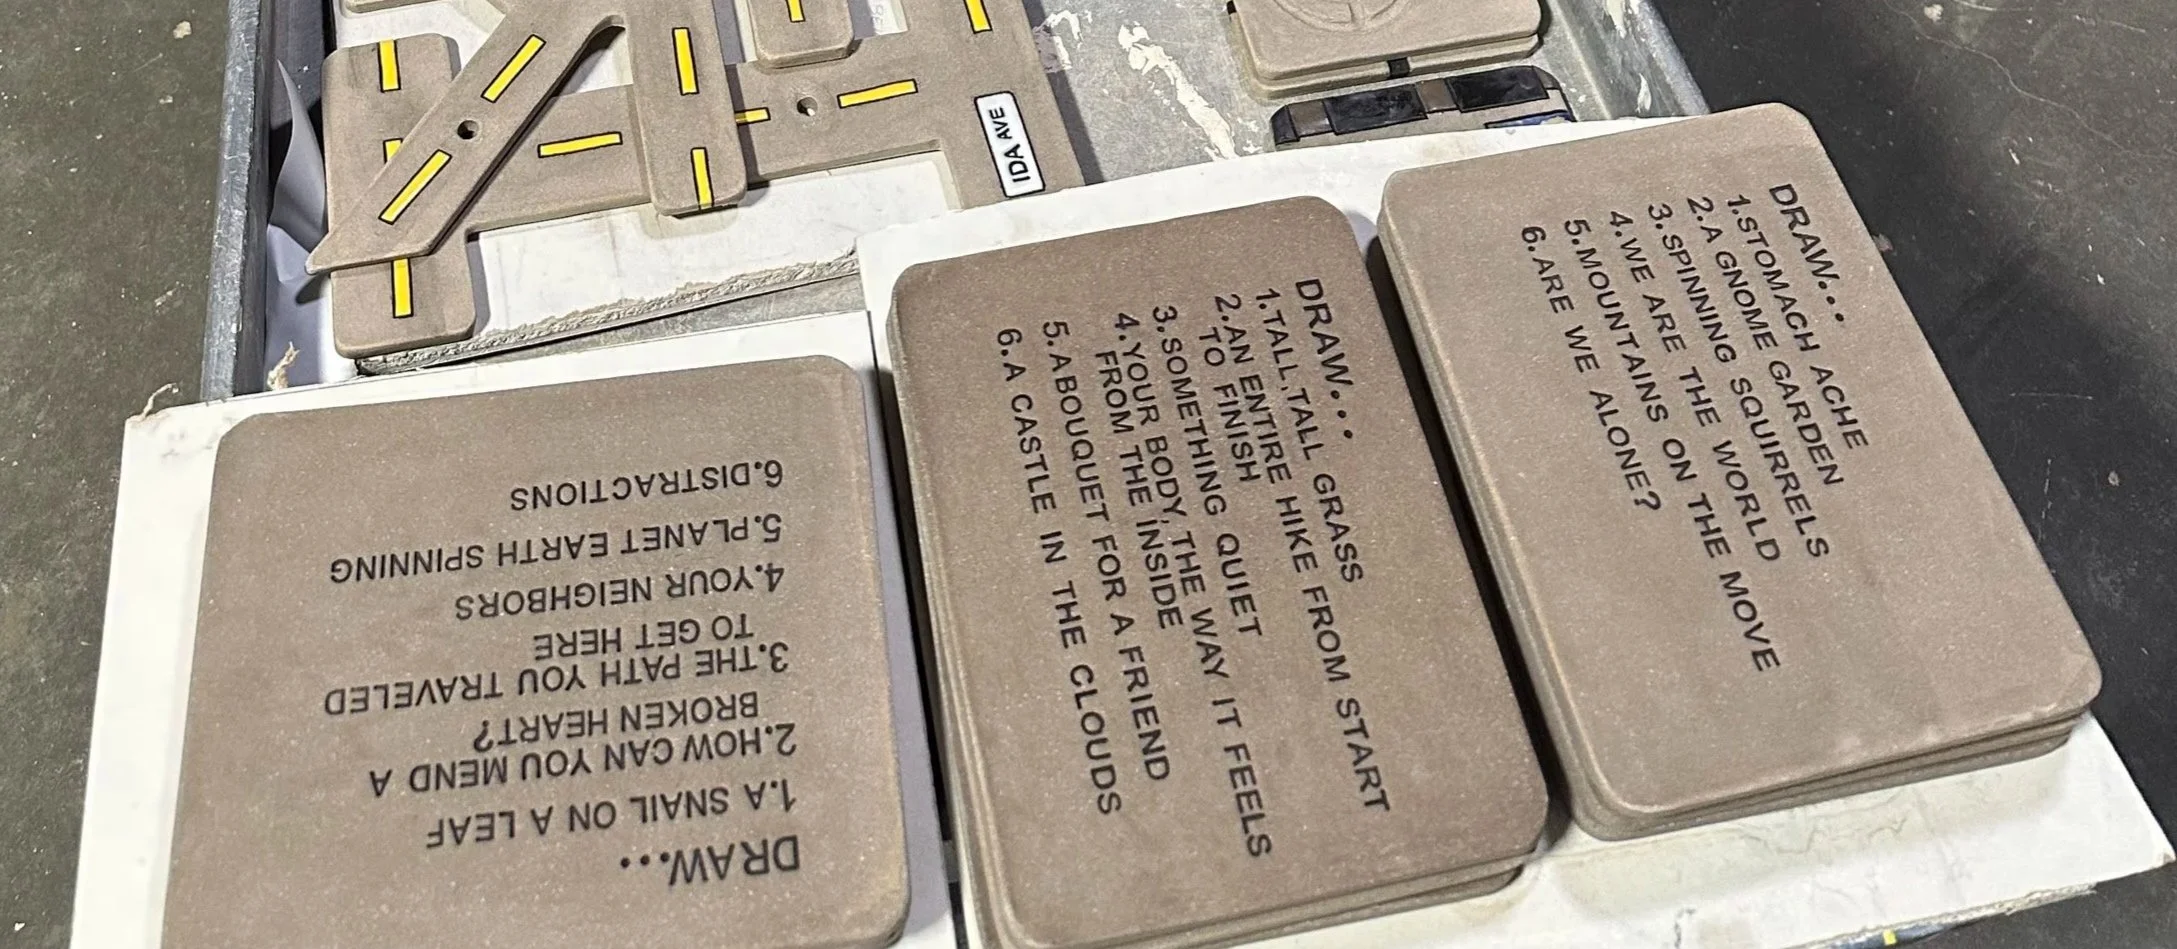 IDA AVE
DRAW...
1.A SNAIL ON A LEAF
2.HOW CAN YOU MEND A
BROKEN HEART?
3.THE PATH YOU TRAVELED
TO GET HERE
4.YOUR NEIGHBORS
5.PLANET EARTH SPINNING
6.DISTRACTIONS
DRAW...
1.TALL,TALL GRASS
2.AN ENTIRE HIKE FROM START
TO FINISH
3.SOMETHING QUIET
4.YOUR BODY, THE WAY IT FEELS
FROM THE INSIDE
5.ABOUQUET FOR A FRIEND
6.A CASTLE IN THE CLOUDS
DRAW...
1.STOMACH ACHE
2.A GNOME GARDEN
3.SPINNING SQUIRRELS
4.WE ARE THE WORLD
5.MOUNTAINS ON THE MOVE
6.ARE WE ALONE?